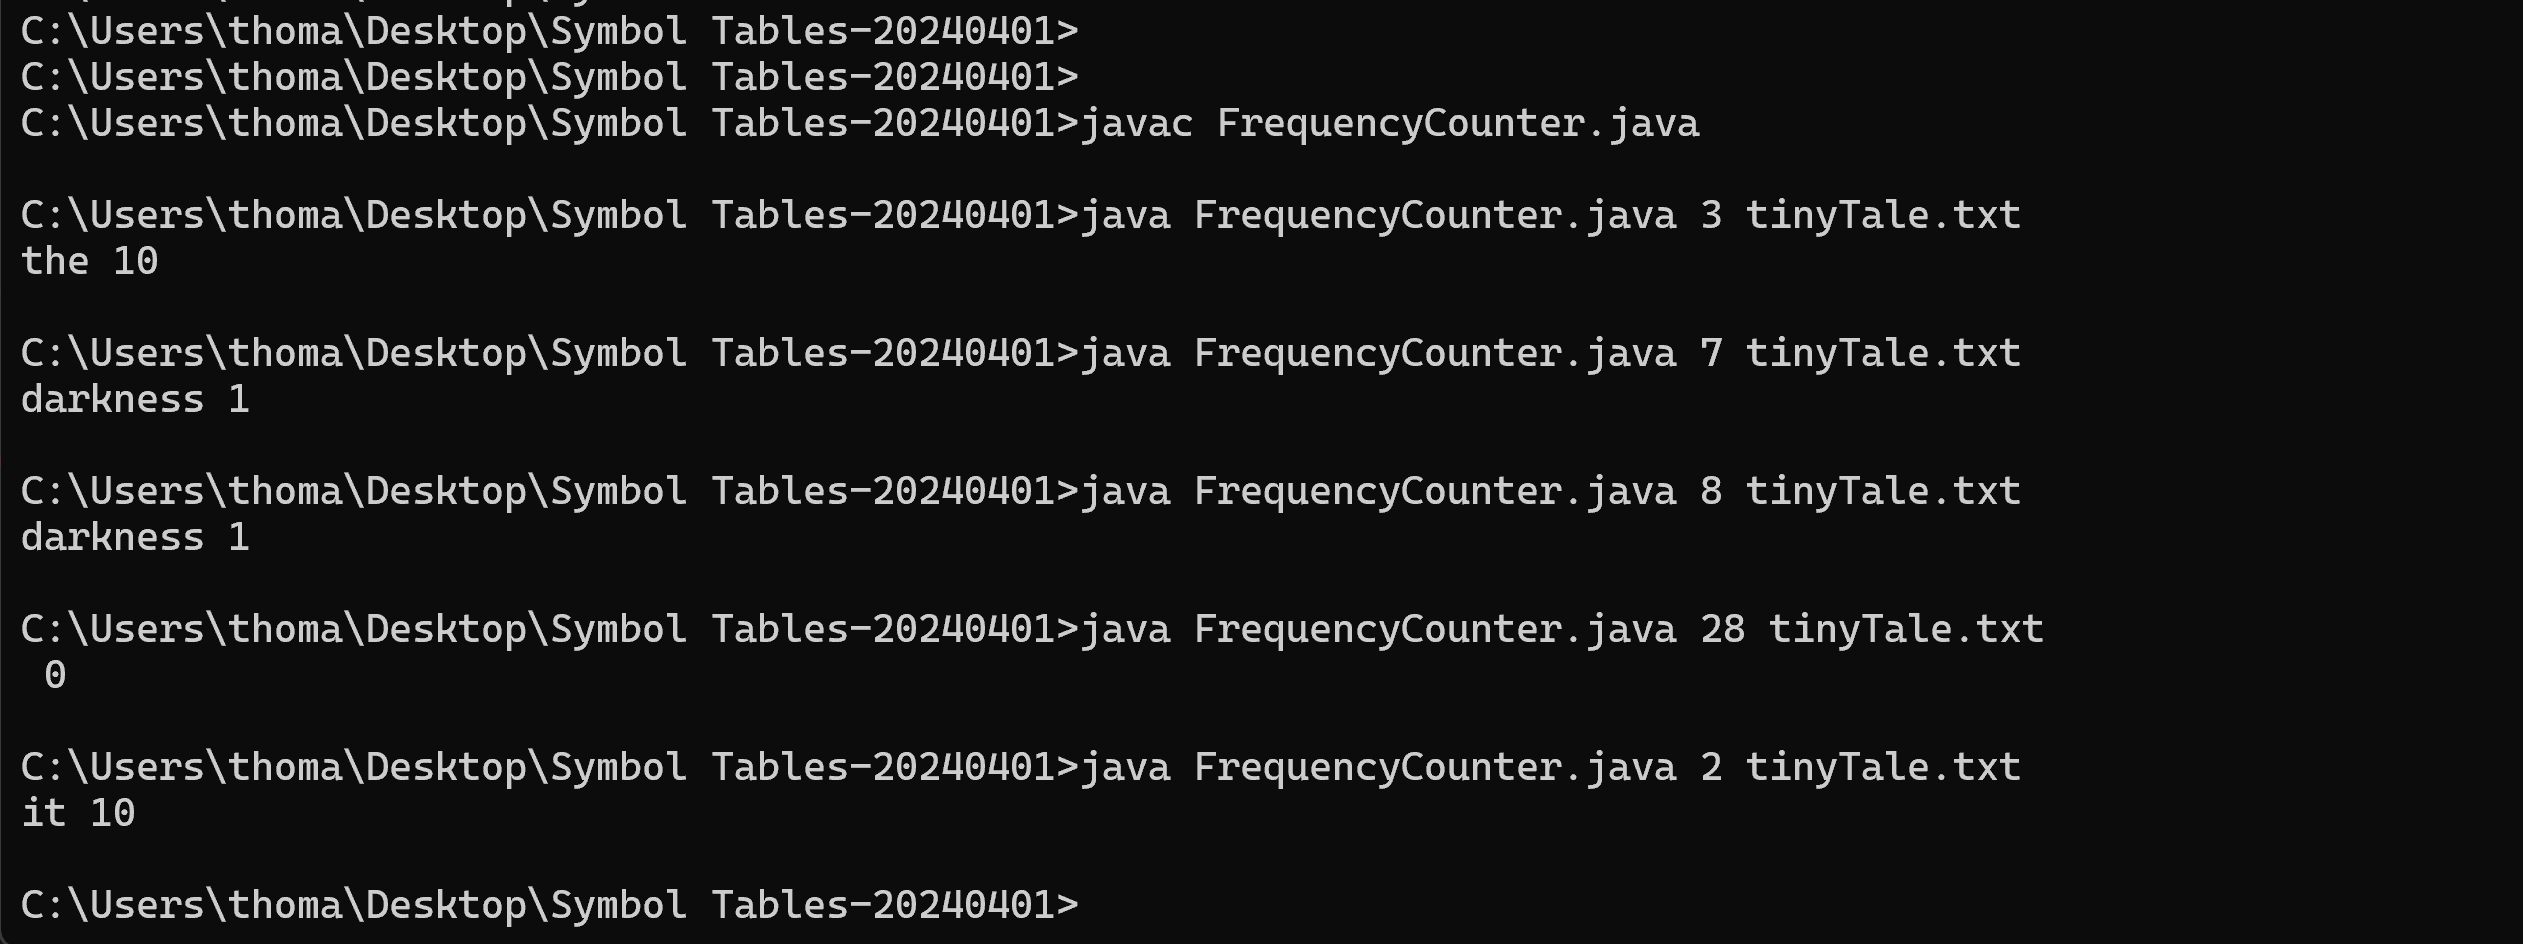 C:\Users\thoma\Desktop\Symbol Tables-20240401>
C:\Users\thoma\Desktop\Symbol Tables-20240401>
C:\Users\thoma\Desktop\Symbol Tables-20240401>javac FrequencyCounter.java
C:\Users\thoma\Desktop\Symbol Tables-20240401>java FrequencyCounter.java 3 tinyTale.txt
the 10
C:\Users\thoma\Desktop\Symbol Tables-20240401>java FrequencyCounter.java 7 tinyTale.txt
darkness 1
C:\Users\thoma\Desktop\Symbol Tables-20240401>java FrequencyCounter.java 8 tinyTale.txt
darkness 1
C:\Users\thoma\Desktop\Symbol Tables-20240401>java FrequencyCounter.java 28 tinyTale.txt
 0
C:\Users\thoma\Desktop\Symbol Tables-20240401>java FrequencyCounter.java 2 tinyTale.txt
it 10
C:\Users\thoma\Desktop\Symbol Tables-20240401>